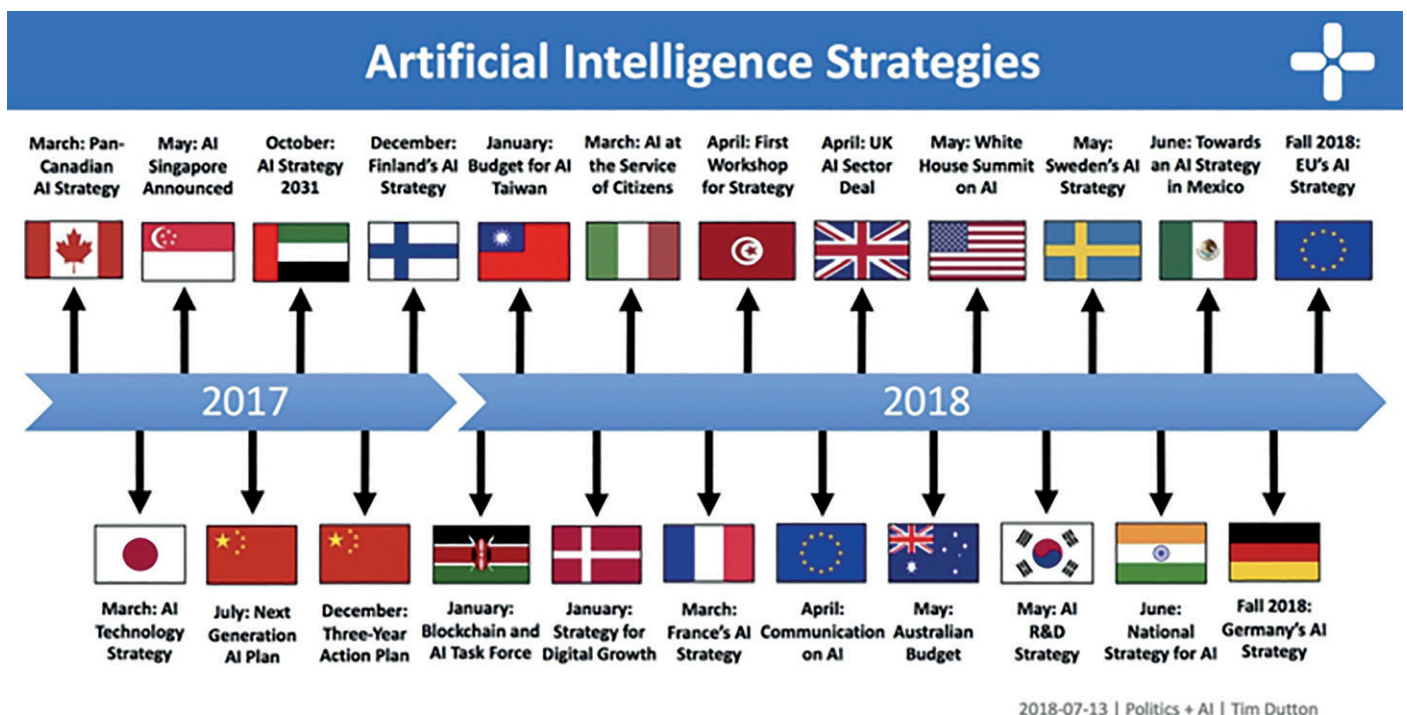 Artificial Intelligence Strategies
March: Pan-
Canadian
AI Strategy
May: AI
Singapore
Announced
October:
AI Strategy
2031
December:
Finland's AI
Strategy
January:
Budget for AI
Taiwan
March: AI at
the Service
of Citizens
April: First
Workshop
for Strategy
April: UK
AI Sector
Deal
May: White
House Summit
on AI
May:
Sweden's AI
Strategy
June: Towards
an AI Strategy
in Mexico
Fall 2018:
EU's AI
Strategy
2017
2018
March: AI
Technology
Strategy
July: Next
Generation
AI Plan
December:
Three-Year
Action Plan
January:
Blockchain and
AI Task Force
January:
Strategy for
Digital Growth
March:
France's AI
Strategy
April:
Communication
on AI
May:
Australian
Budget
May: AI
R&D
Strategy
June:
National
Strategy for AI
Fall 2018:
Germany's AI
Strategy
2018-07-13 | Politics + AI | Tim Dutton